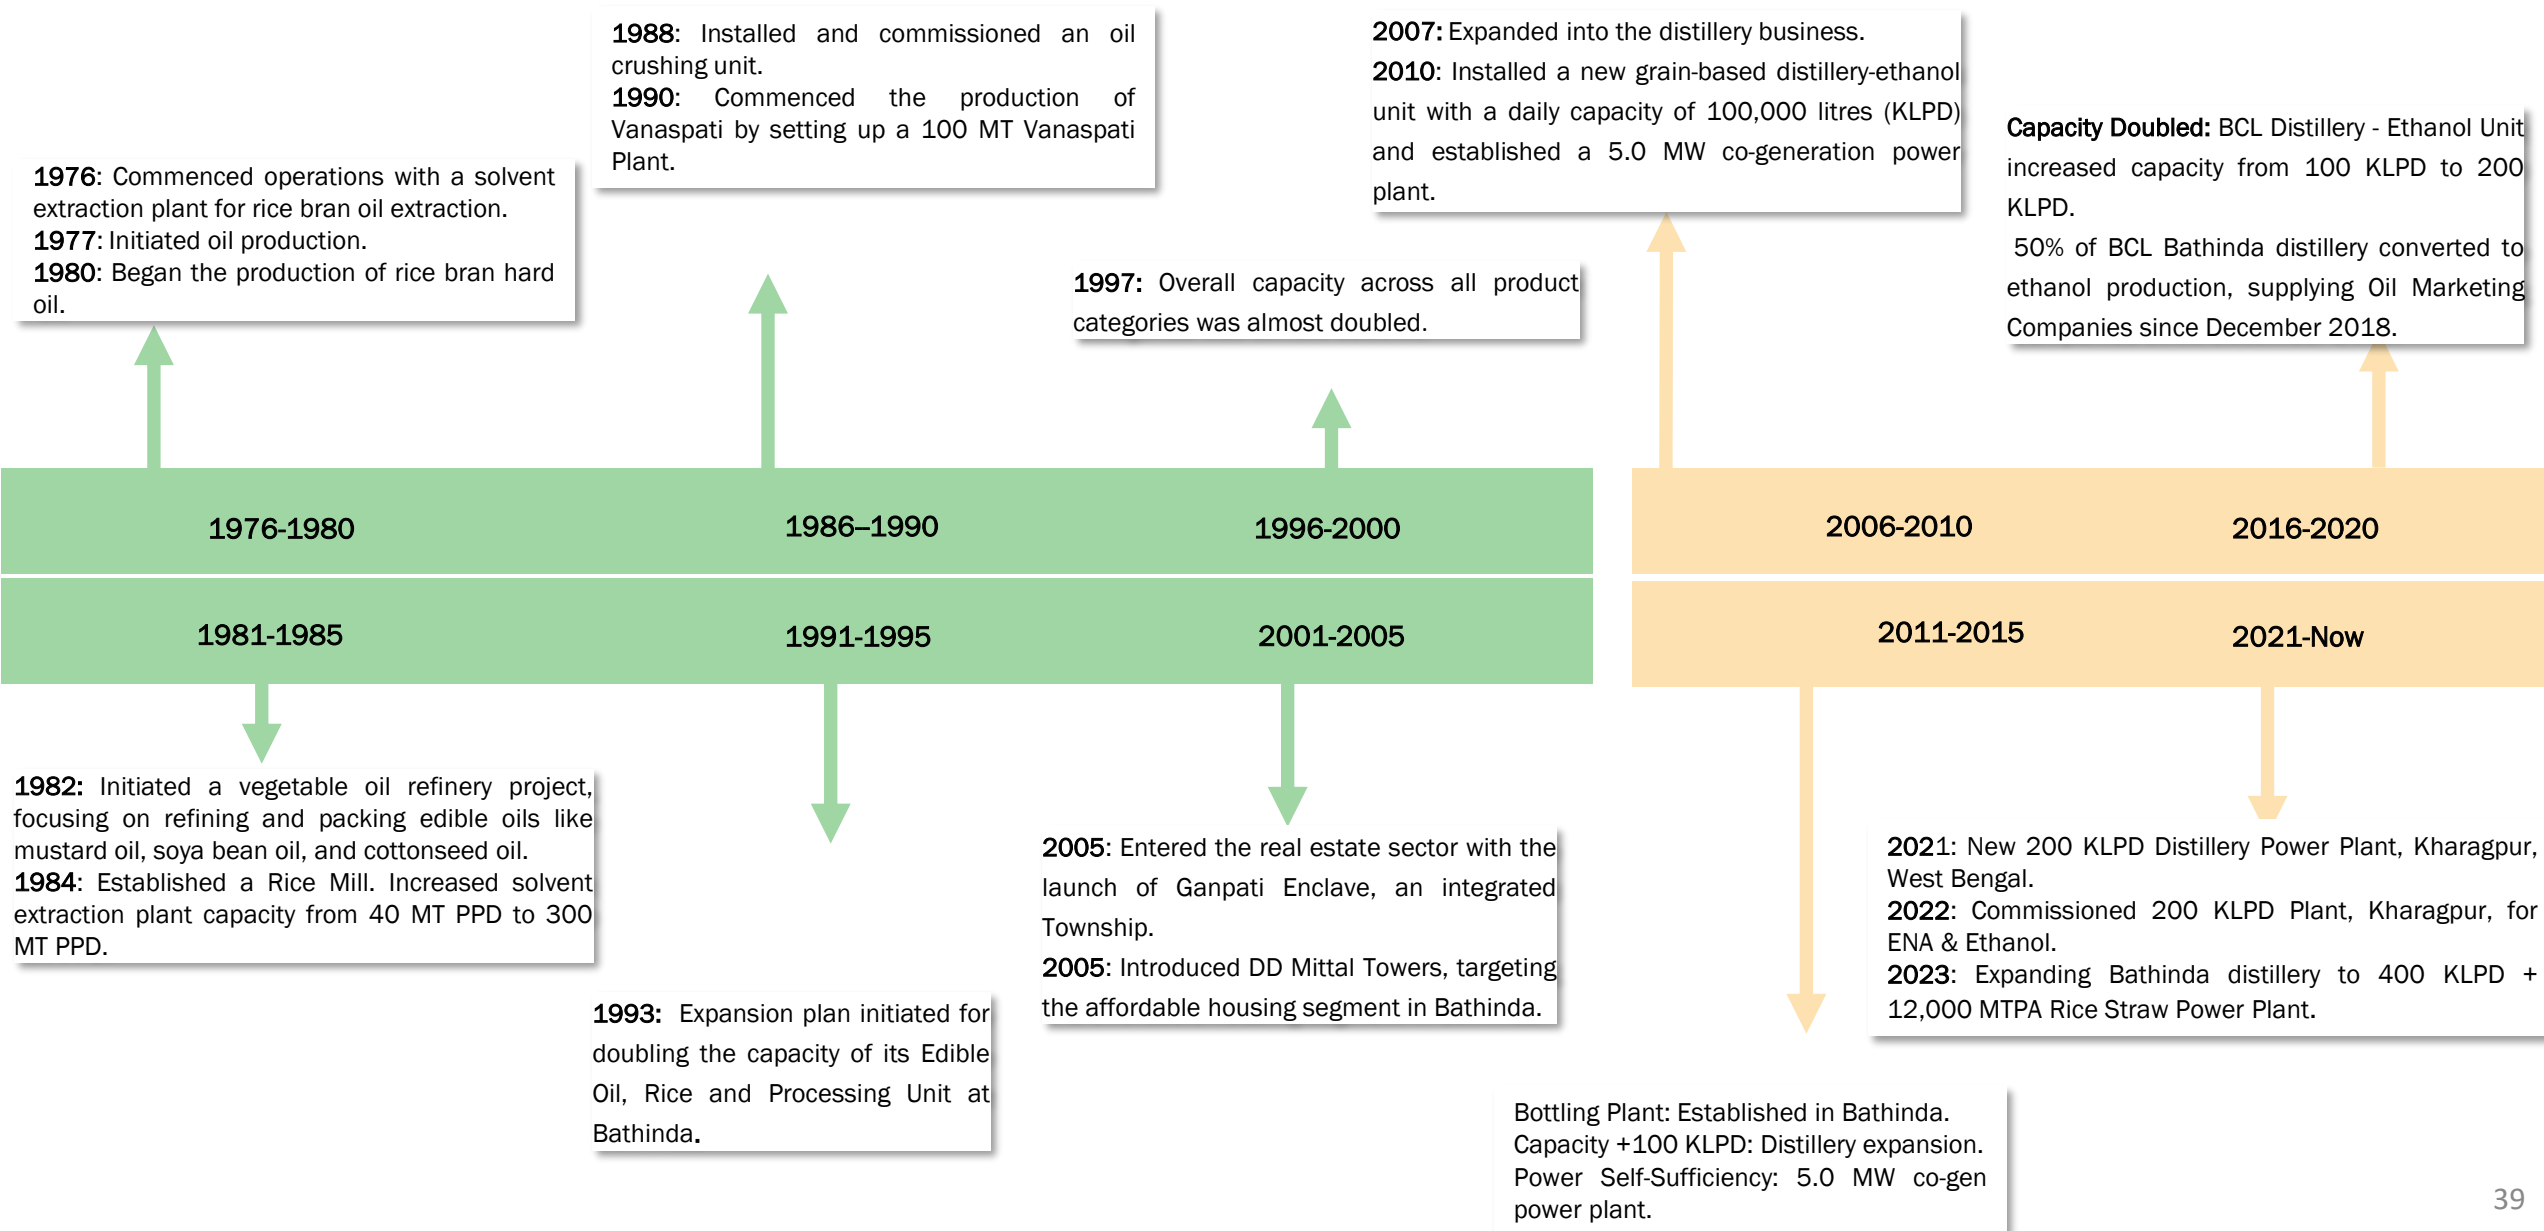 1988: Installed and commissioned an oil
crushing unit.
1990: Commenced the production of
Vanaspati by setting up a 100 MT Vanaspati
Plant.
2007: Expanded into the distillery business.
2010: Installed a new grain-based distillery-ethanol
unit with a daily capacity of 100,000 litres (KLPD)
and established a 5.0 MW co-generation power
plant.
Capacity Doubled: BCL Distillery - Ethanol Unit
increased capacity from 100 KLPD to 200
KLPD.
50% of BCL Bathinda distillery converted to
ethanol production, supplying Oil Marketing
Companies since December 2018.
1976: Commenced operations with a solvent
extraction plant for rice bran oil extraction.
1977: Initiated oil production.
1980: Began the production of rice bran hard
oil.
1997: Overall capacity across all product
categories was almost doubled.
1976-1980
1986–1990
1996-2000
2006-2010
2016-2020
1981-1985
1991-1995
2001-2005
2011-2015
2021-Now
1982: Initiated a vegetable oil refinery project,
focusing on refining and packing edible oils like
mustard oil, soya bean oil, and cottonseed oil.
1984: Established a Rice Mill. Increased solvent
extraction plant capacity from 40 MT PPD to 300
MT PPD.
1993: Expansion plan initiated for
doubling the capacity of its Edible
Oil, Rice and Processing Unit at
Bathinda.
2005: Entered the real estate sector with the
launch of Ganpati Enclave, an integrated
Township.
2005: Introduced DD Mittal Towers, targeting
the affordable housing segment in Bathinda.
2021: New 200 KLPD Distillery Power Plant, Kharagpur,
West Bengal.
2022: Commissioned 200 KLPD Plant, Kharagpur, for
ENA & Ethanol.
2023: Expanding Bathinda distillery to 400 KLPD +
12,000 MTPA Rice Straw Power Plant.
Bottling Plant: Established in Bathinda.
Capacity +100 KLPD: Distillery expansion.
Power Self-Sufficiency: 5.0 MW co-gen
power plant.
39